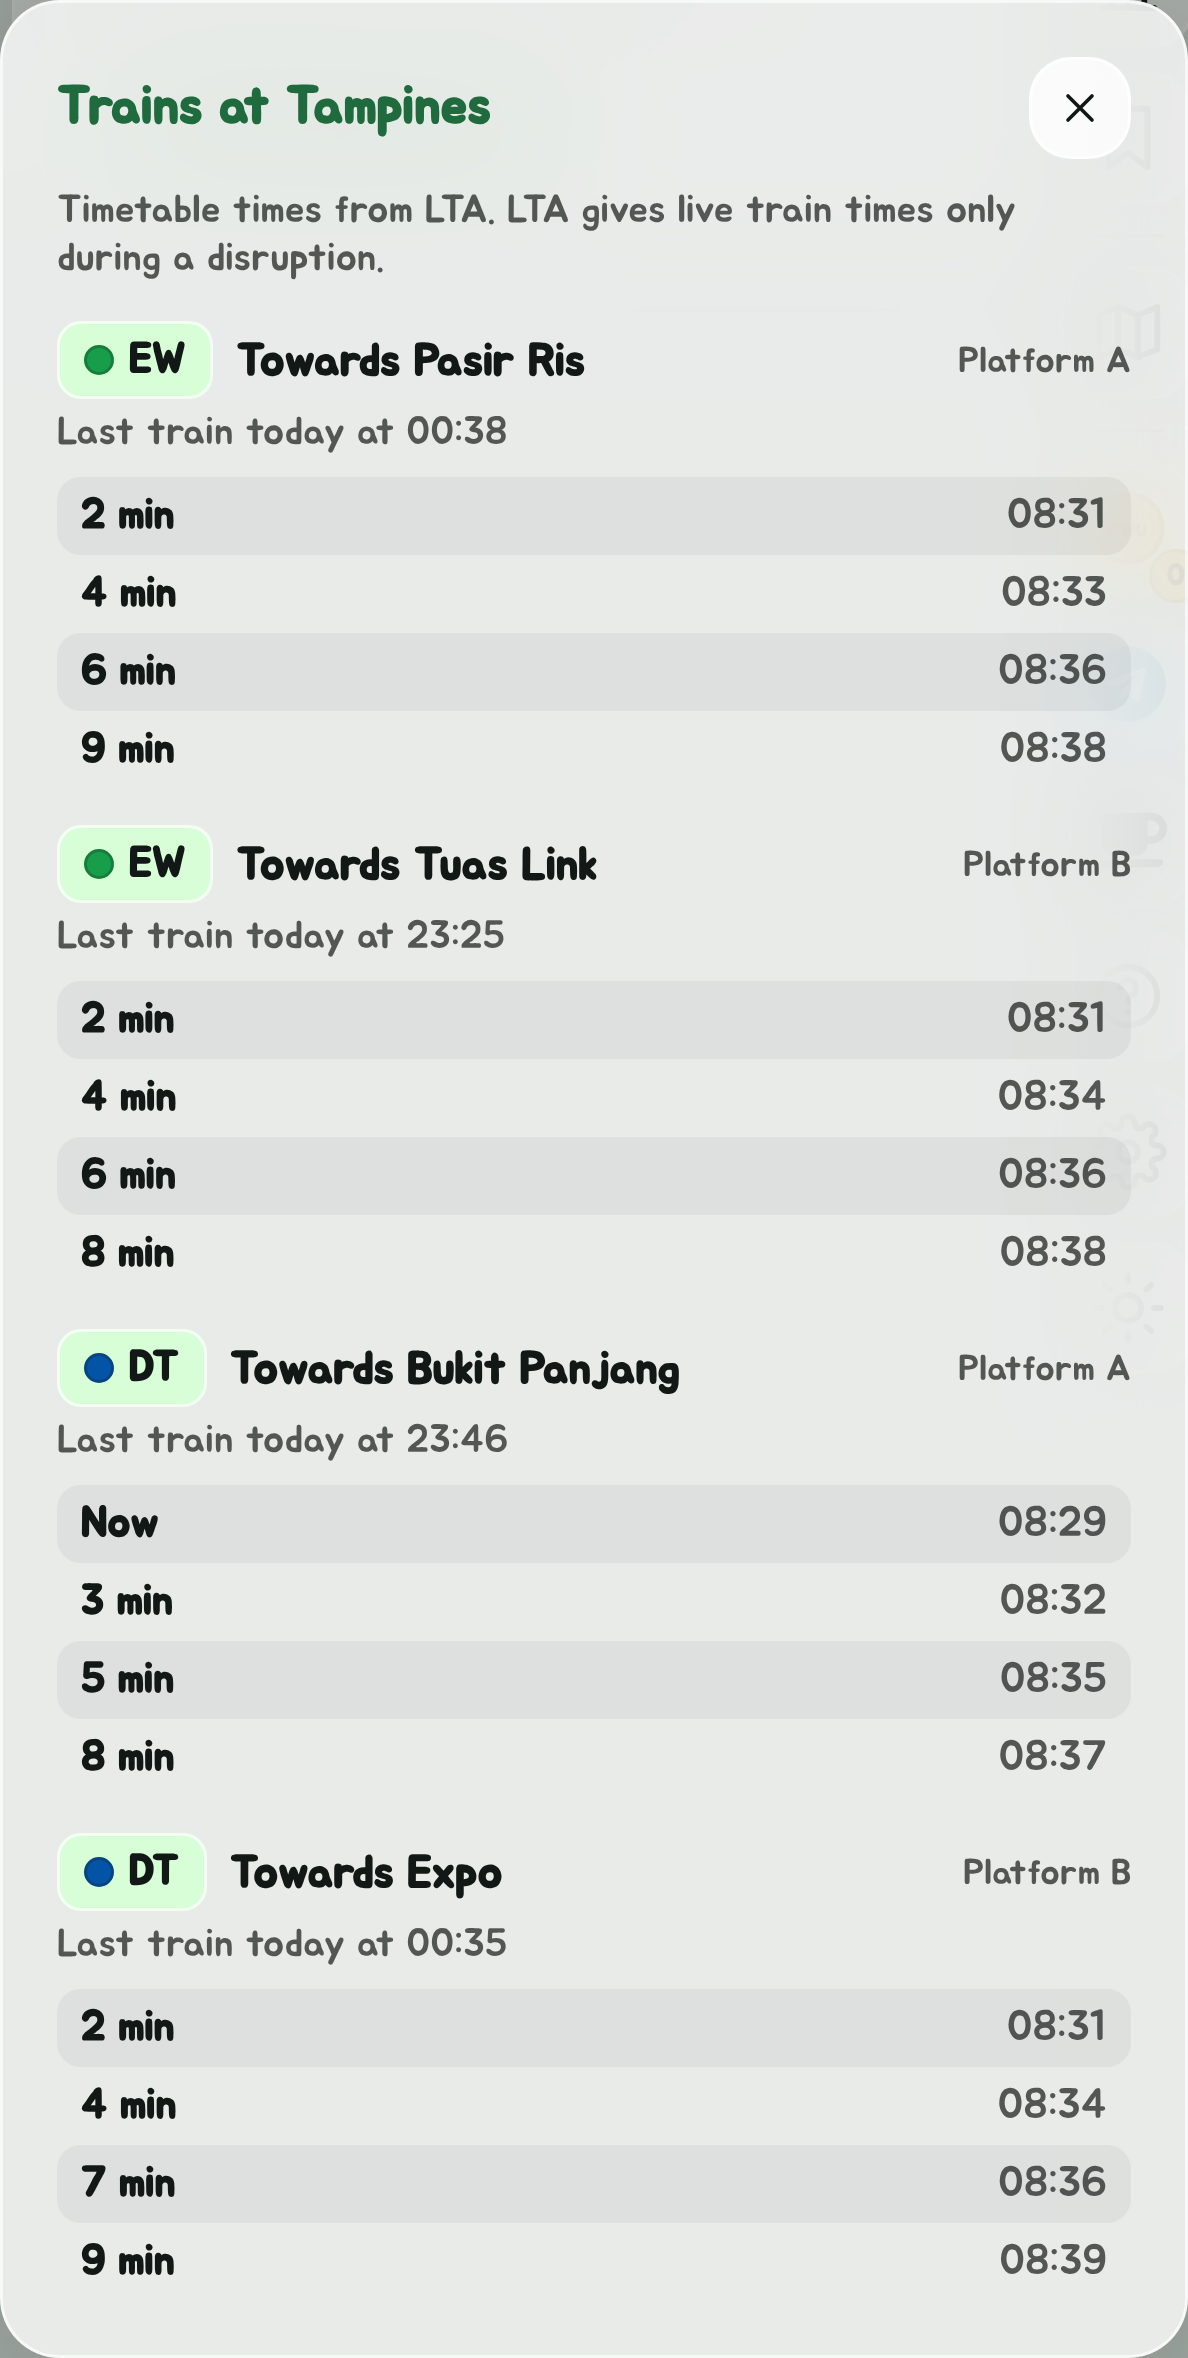 Trains at Tampines
Timetable times from LTA. LTA gives live train times only
during a disruption.
EW Towards Pasir Ris Platform A
Last train today at 00:38
2 min 08:31
4 min 08:33
6 min 08:36
9 min 08:38
EW Towards Tuas Link Platform B
Last train today at 23:25
2 min 08:31
4 min 08:34
6 min 08:36
8 min 08:38
DT Towards Bukit Panjang Platform A
Last train today at 23:46
Now 08:29
3 min 08:32
5 min 08:35
8 min 08:37
DT Towards Expo Platform B
Last train today at 00:35
2 min 08:31
4 min 08:34
7 min 08:36
9 min 08:39